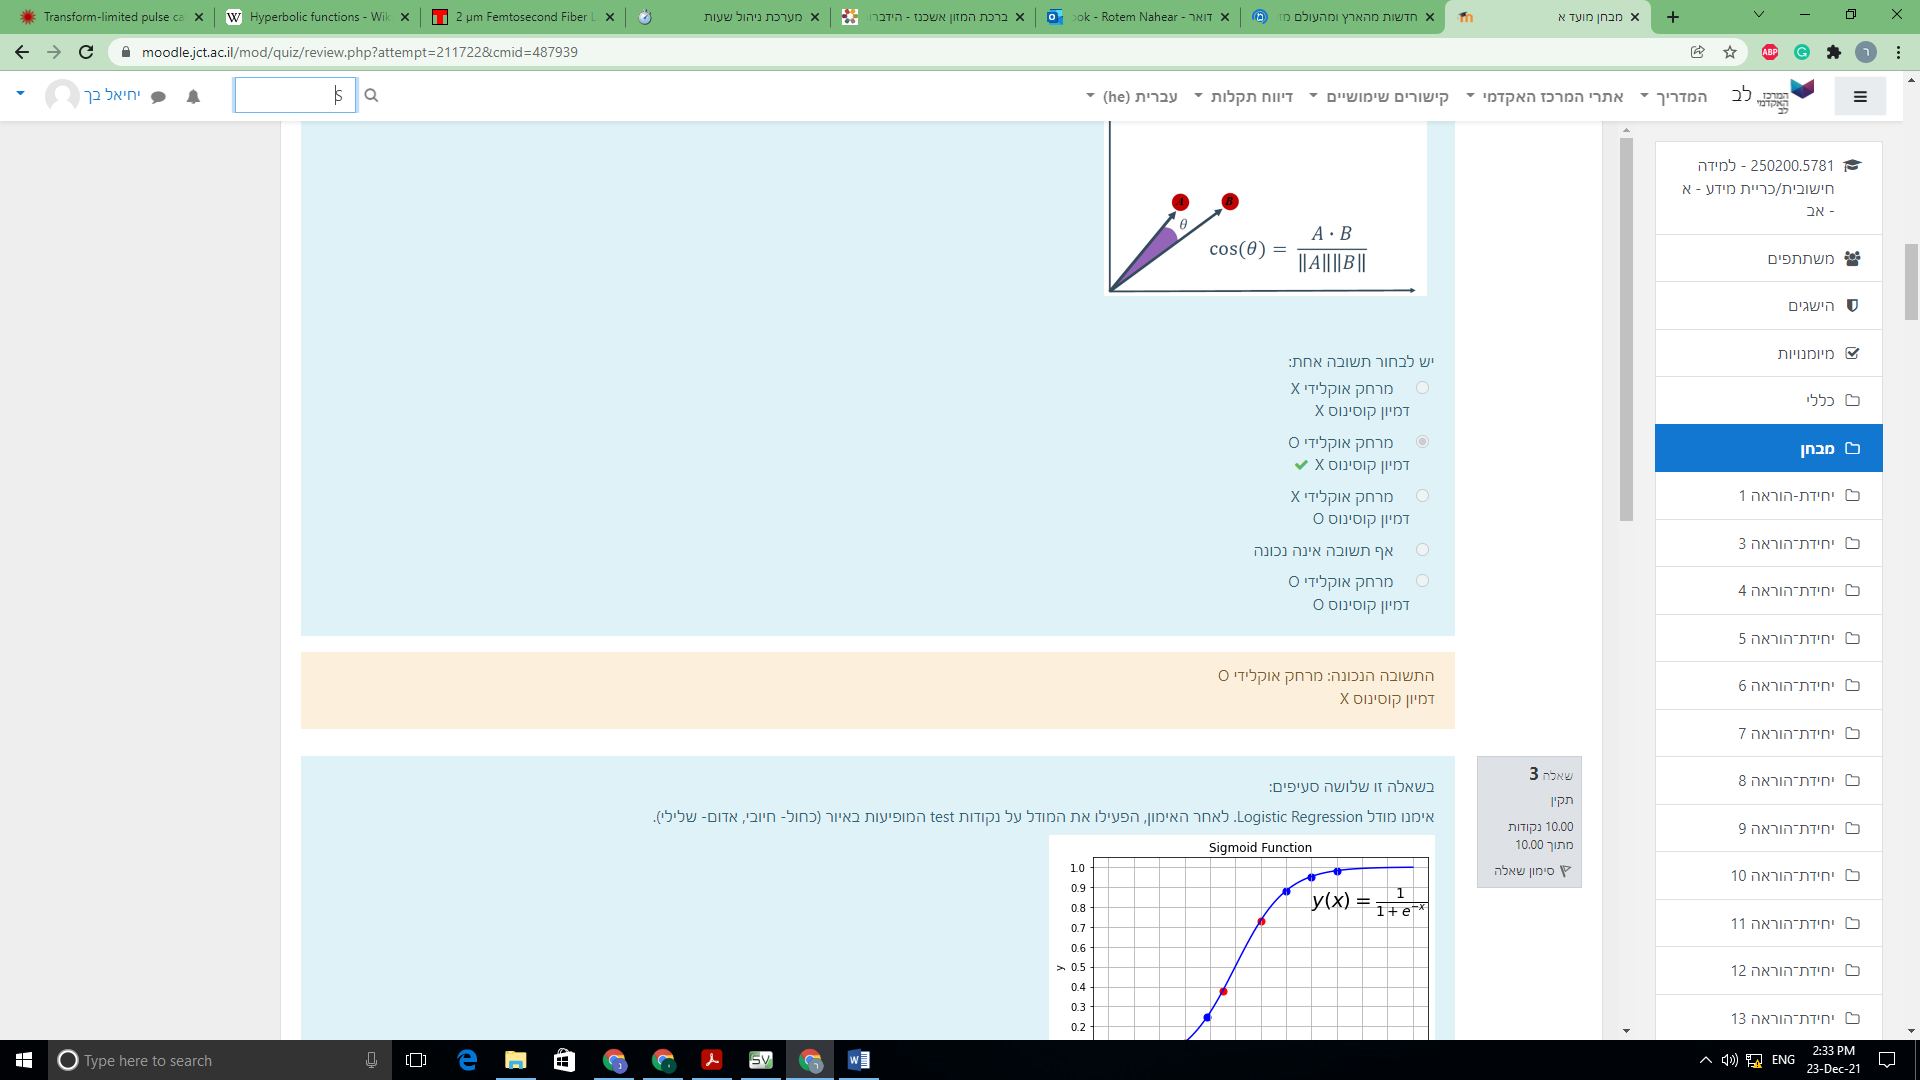 Transform-limited pulse ca
Hyperbolic functions - Wik
2 µm Femtosecond Fiber L
מערכת ניהול שעות
ברכת המזון אשכנז - הידברו
דואר - Rotem Nahear - ook
חדשות מהארץ ומהעולם מז
מבחן מועד א
moodle.jct.ac.il/mod/quiz/review.php?attempt=211722&cmid=487939
ABP
המרכז האקדמי לב
לב
המדריך
אתרי המרכז האקדמי
קישורים שימושיים
דיווח תקלות
עברית (he)
S
יחיאל בך
250200.5781 - למידה
חישובית/כריית מידע - א
- אב
משתתפים
הישגים
מיומנויות
כללי
מבחן
יחידת-הוראה 1
יחידת-הוראה 3
יחידת-הוראה 4
יחידת-הוראה 5
יחידת-הוראה 6
יחידת-הוראה 7
יחידת-הוראה 8
יחידת-הוראה 9
יחידת-הוראה 10
יחידת-הוראה 11
יחידת-הוראה 12
יחידת-הוראה 13
A B
θ
cos(θ) = A · B / ‖A‖‖B‖
יש לבחור תשובה אחת:
מרחק אוקלידי X
דמיון קוסינוס X
מרחק אוקלידי O
דמיון קוסינוס X
מרחק אוקלידי X
דמיון קוסינוס O
אף תשובה אינה נכונה
מרחק אוקלידי O
דמיון קוסינוס O
התשובה הנכונה: מרחק אוקלידי O
דמיון קוסינוס X
שאלה 3
תקין
10.00 נקודות
מתוך 10.00
סימון שאלה
בשאלה זו שלושה סעיפים:
אימנו מודל Logistic Regression. לאחר האימון, הפעילו את המודל על נקודות test המופיעות באיור (כחול- חיובי, אדום- שלילי).
Sigmoid Function
1.0
0.9
0.8
0.7
0.6
0.5
0.4
0.3
0.2
y
y(x) = 1 / 1 + e^{-x}
Type here to search
SV
ENG
2:33 PM
23-Dec-21